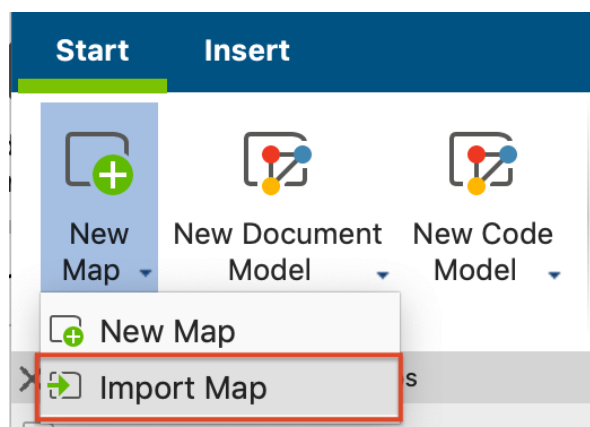 Start Insert
New Map
New Document Model
New Code Model
New Map
Import Map